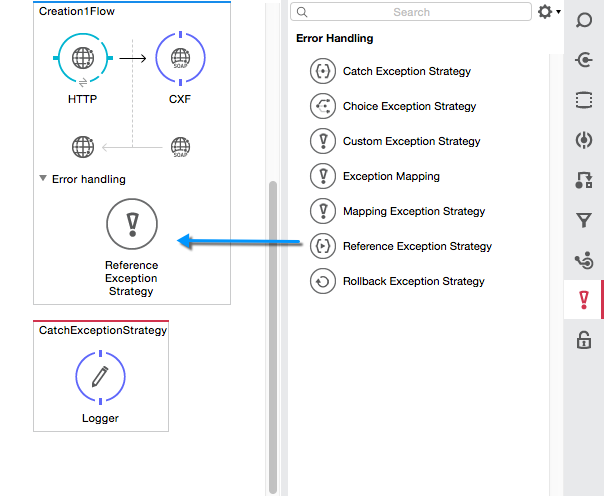 Creation1Flow
HTTP
CXF
SOAP
SOAP
Error handling
Reference
Exception
Strategy
CatchExceptionStrategy
Logger
Search
Error Handling
Catch Exception Strategy
Choice Exception Strategy
Custom Exception Strategy
Exception Mapping
Mapping Exception Strategy
Reference Exception Strategy
Rollback Exception Strategy